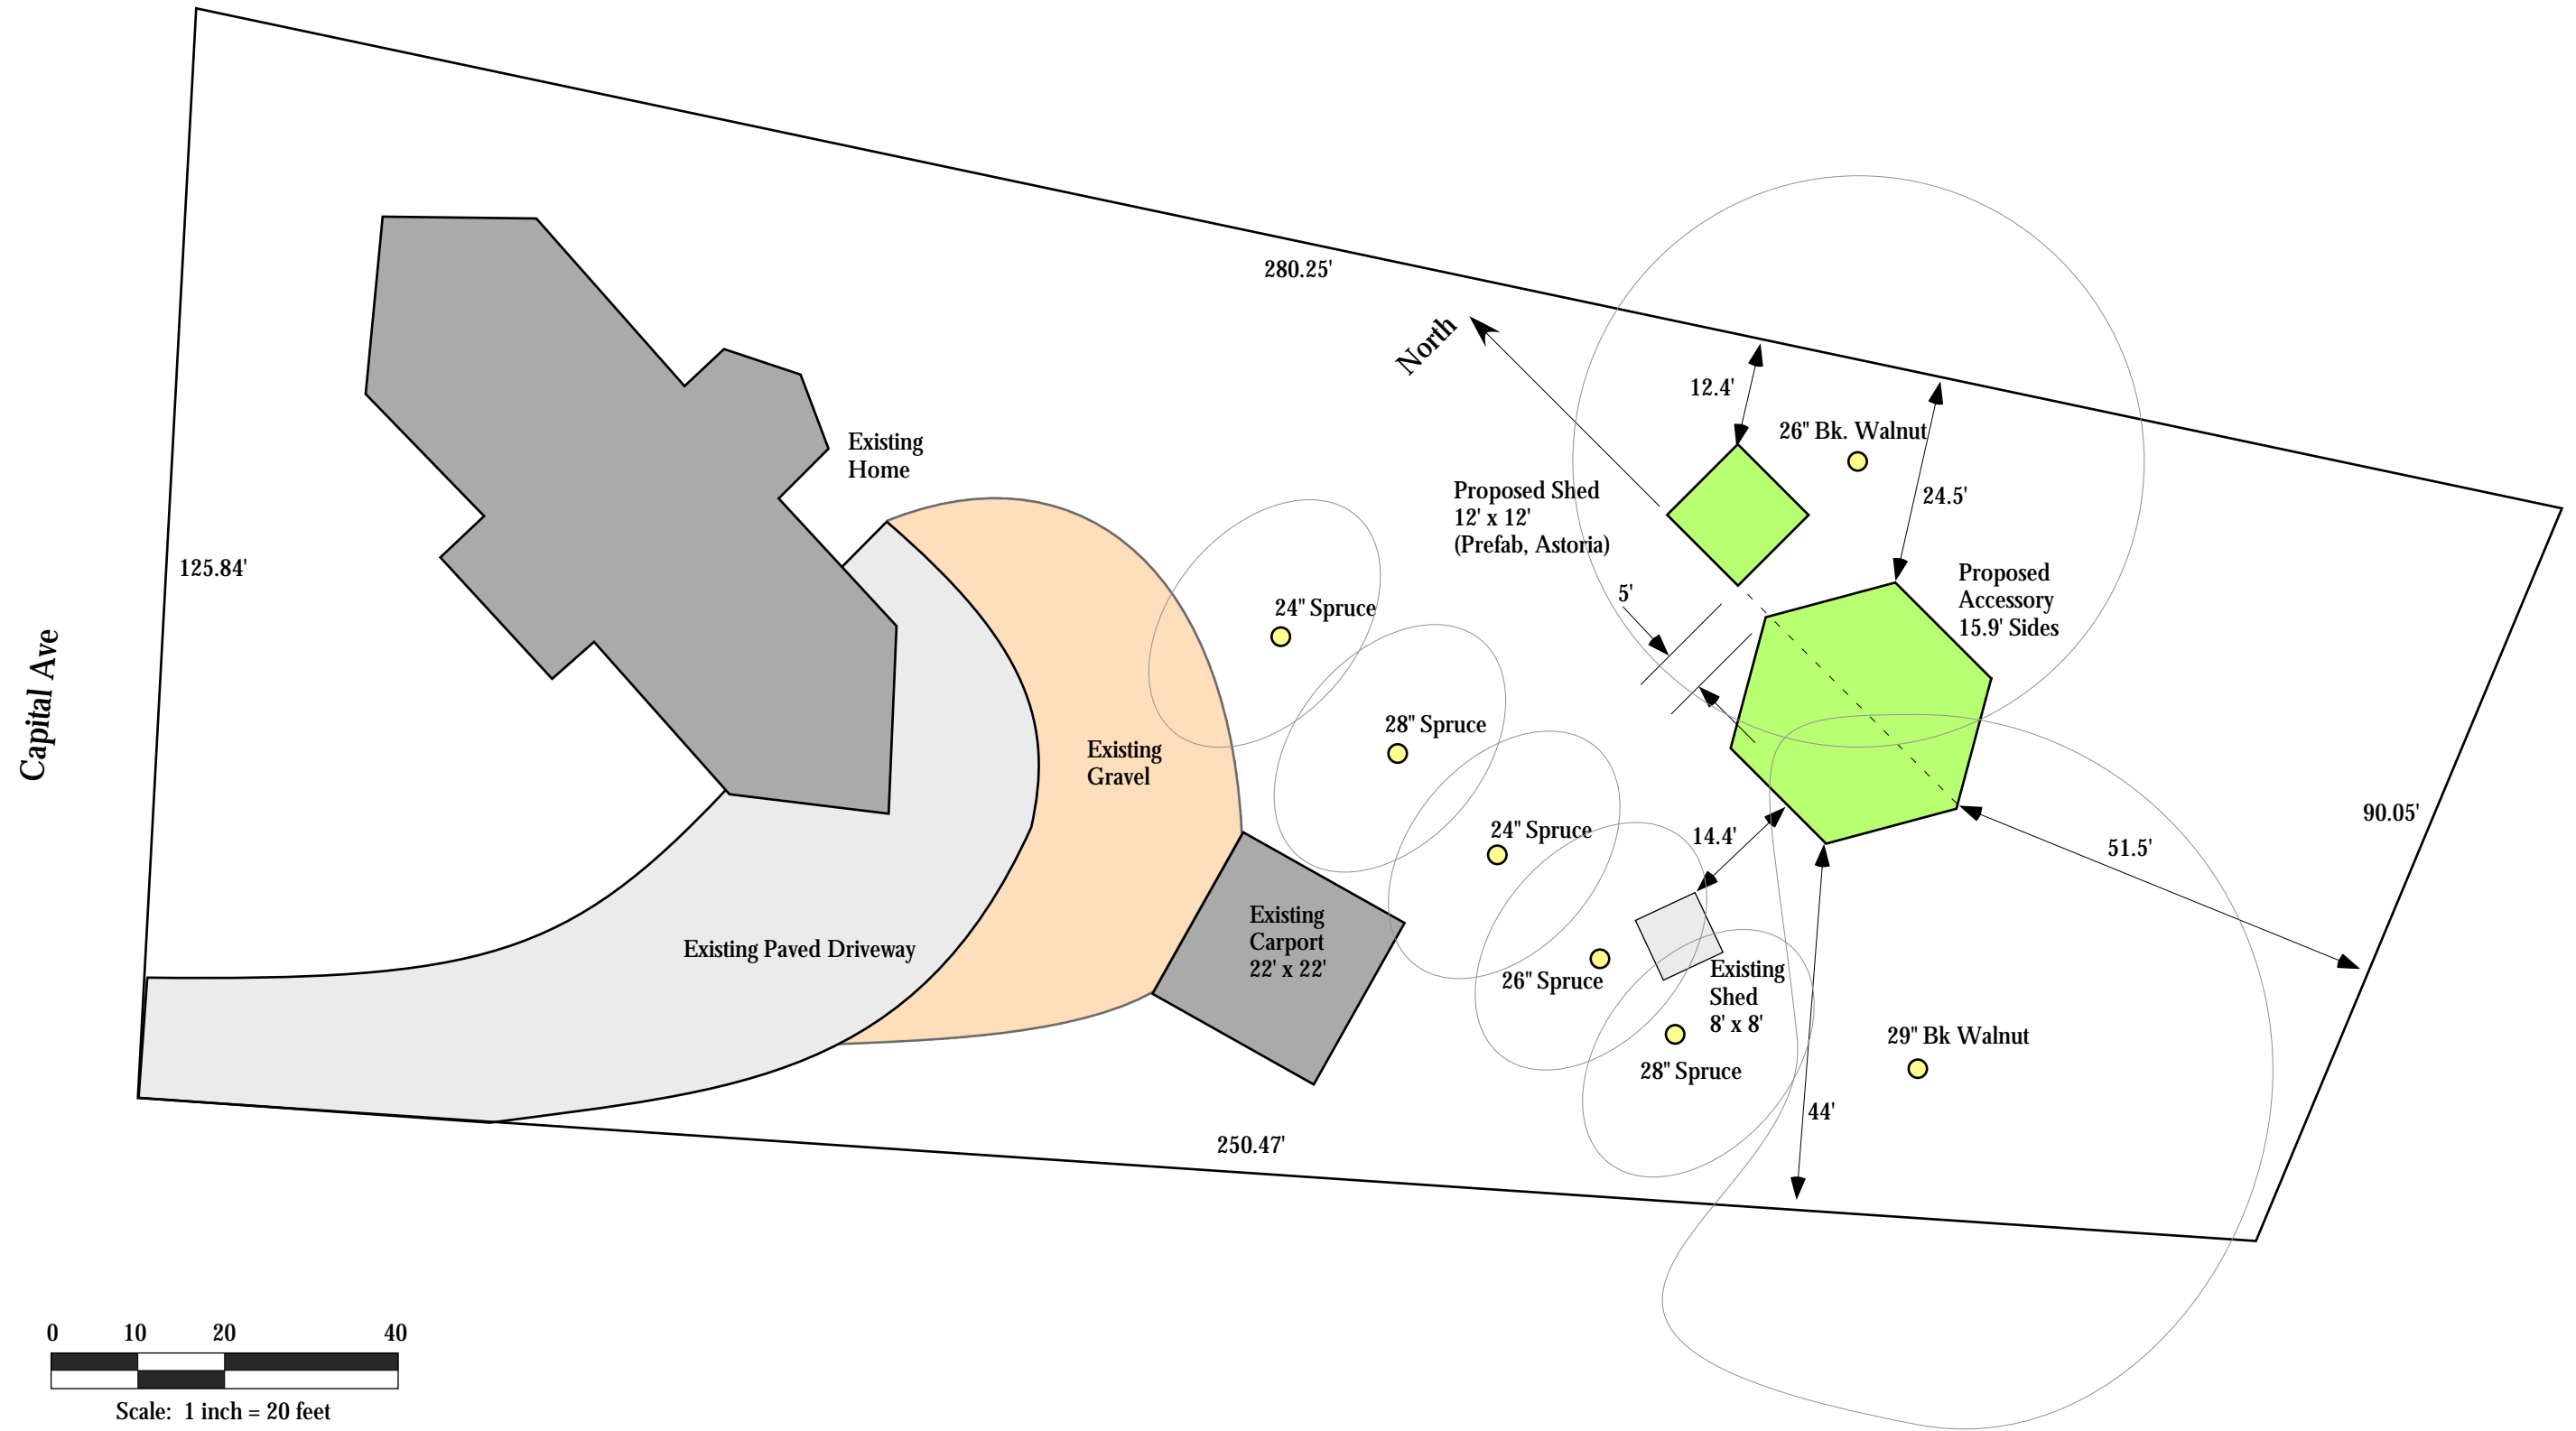 280.25'
North
12.4'
26" Bk. Walnut
Existing
Home
Proposed Shed
12' x 12'
(Prefab, Astoria)
24.5'
125.84'
Proposed
Accessory
15.9' Sides
5'
24" Spruce
Capital Ave
28" Spruce
Existing
Gravel
90.05'
24" Spruce
14.4'
51.5'
Existing
Carport
22' x 22'
Existing Paved Driveway
26" Spruce
Existing
Shed
8' x 8'
29" Bk Walnut
28" Spruce
44'
250.47'
0 10 20 40
Scale: 1 inch = 20 feet